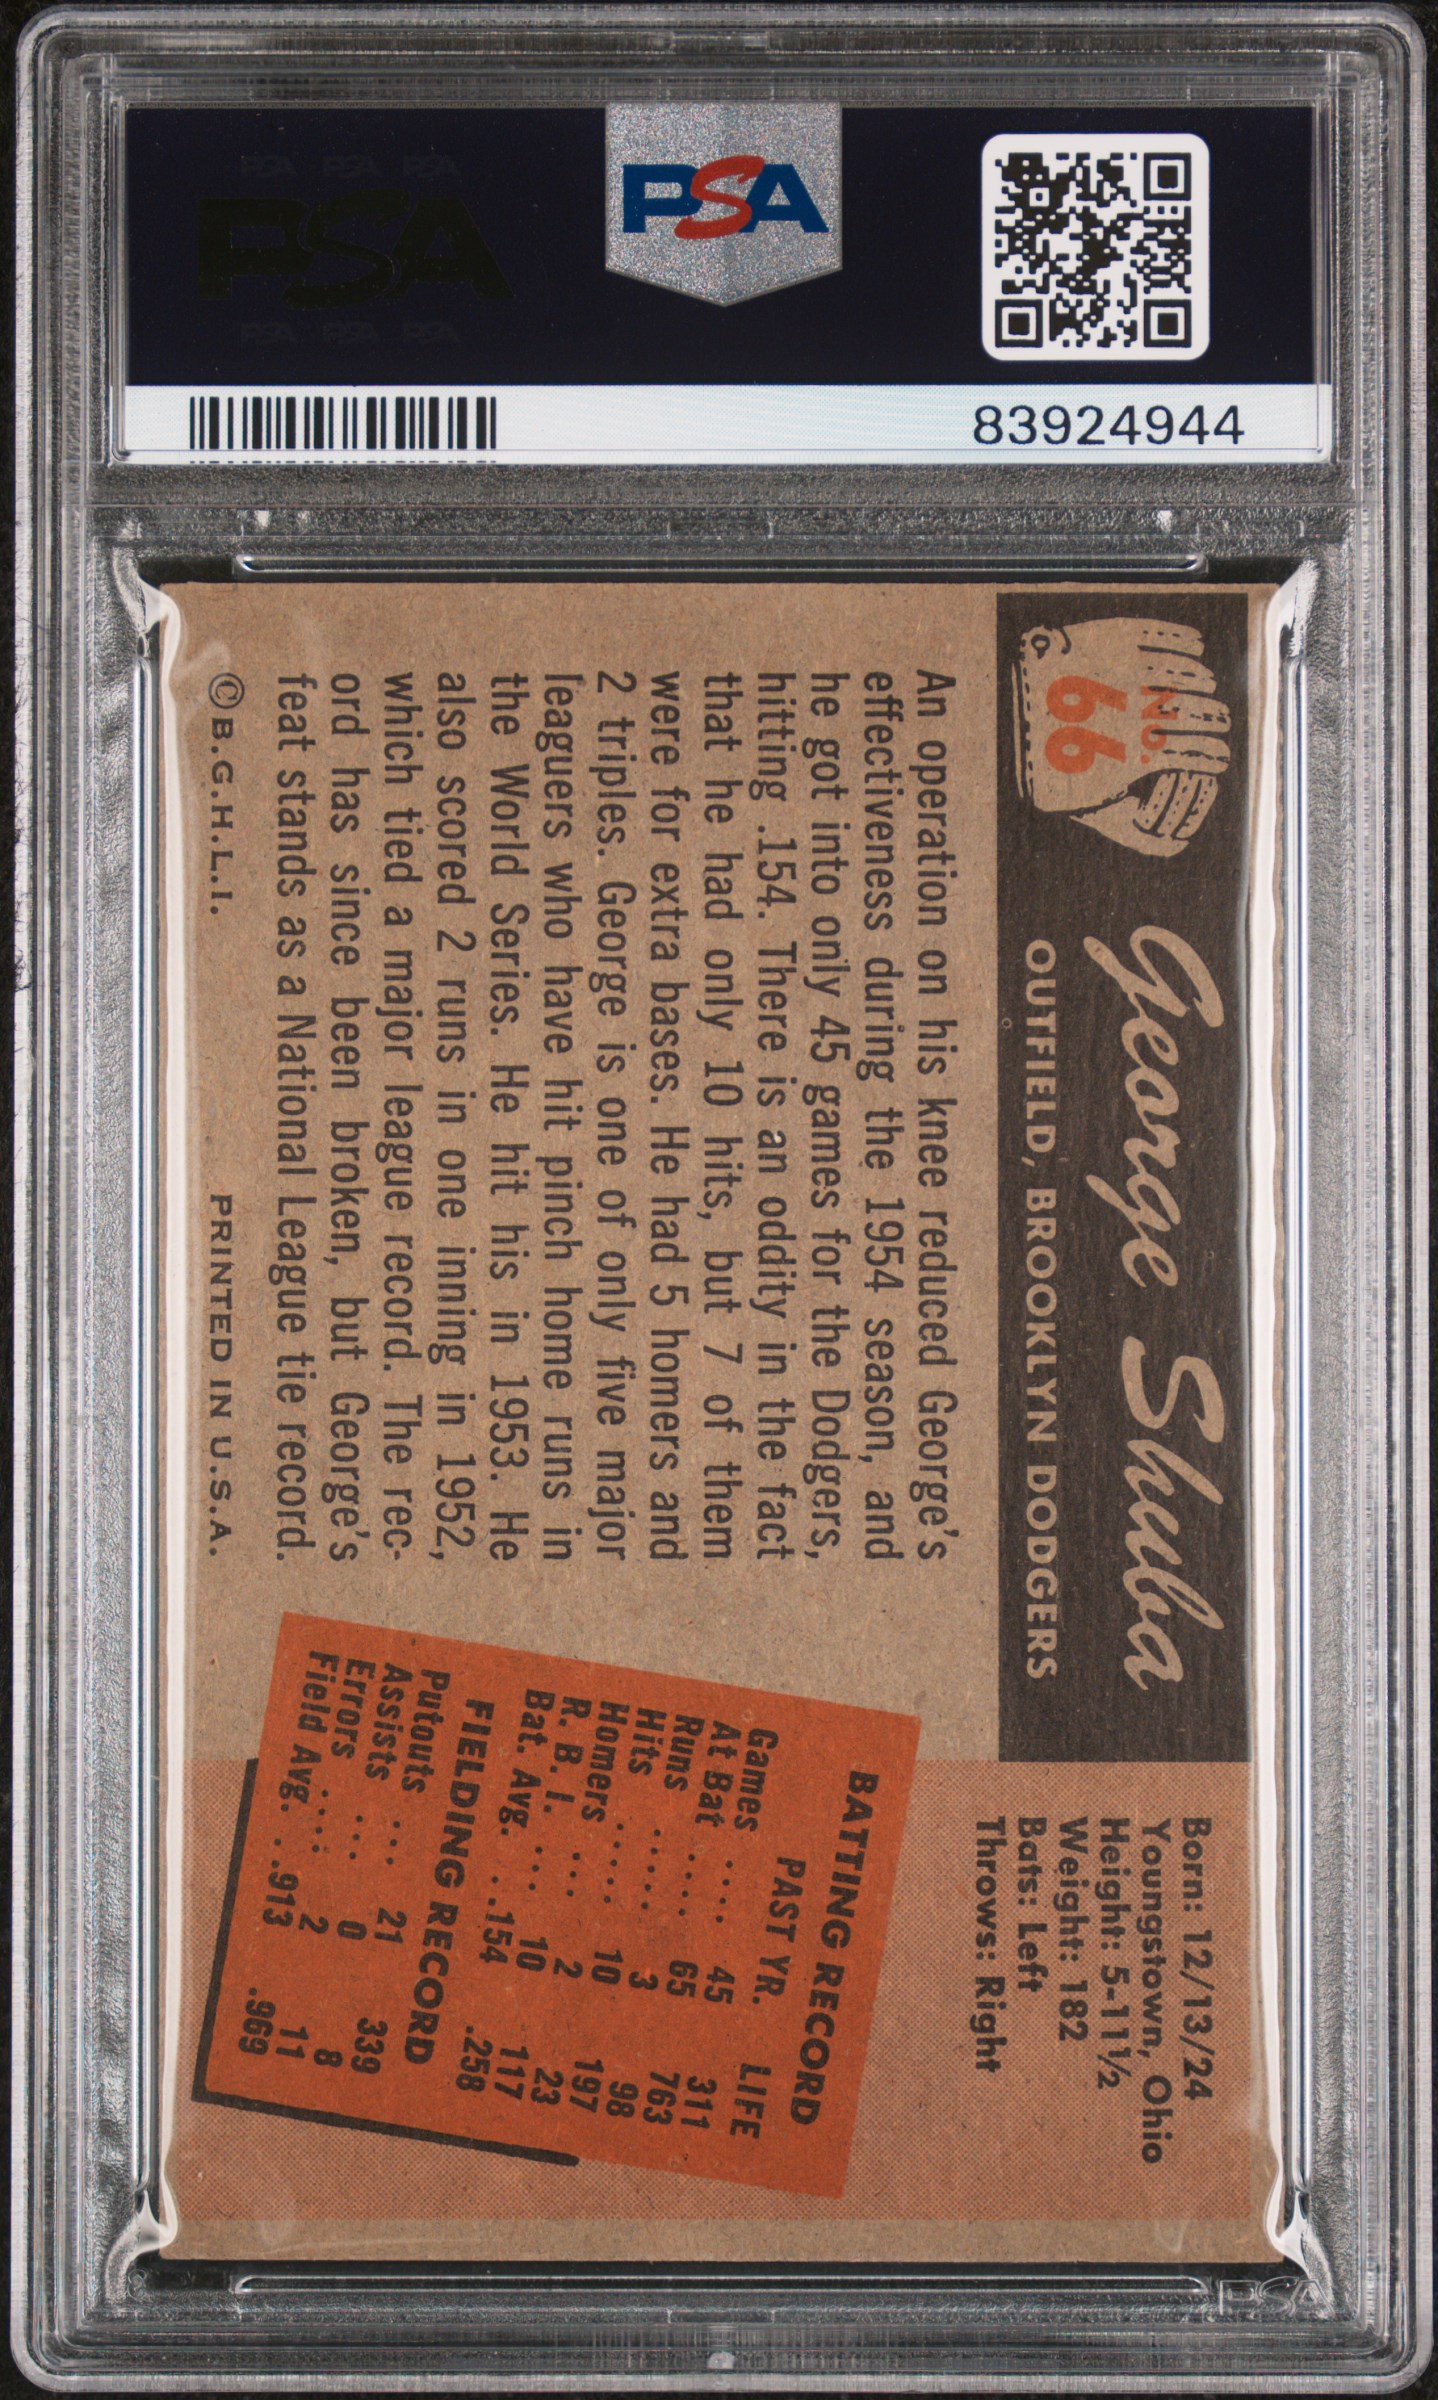 PSA PSA PSA
PSA
PSA PSA PSA
PSA
83924944
No.
66
George Shuba
OUTFIELD, BROOKLYN DODGERS
Born: 12/13/24
Youngstown, Ohio
Height: 5-11½
Weight: 182
Bats: Left
Throws: Right
An operation on his knee reduced George's
effectiveness during the 1954 season, and
he got into only 45 games for the Dodgers,
hitting .154. There is an oddity in the fact
that he had only 10 hits, but 7 of them
were for extra bases. He had 5 homers and
2 triples. George is one of only five major
leaguers who have hit pinch home runs in
the World Series. He hit his in 1953. He
also scored 2 runs in one inning in 1952,
which tied a major league record. The rec-
ord has since been broken, but George's
feat stands as a National League tie record.
© B.G.H.L.I. PRINTED IN U.S.A.
BATTING RECORD
PAST YR. LIFE
Games .... 45 311
At Bat .... 65 763
Runs ..... 3 98
Hits ..... 10 197
Homers ... 2 23
R. B. I. .... 10 117
Bat. Avg. ..154 .258
FIELDING RECORD
Putouts ... 21 339
Assists ... 0 8
Errors .... 2 11
Field Avg. . .913 .969
PSA